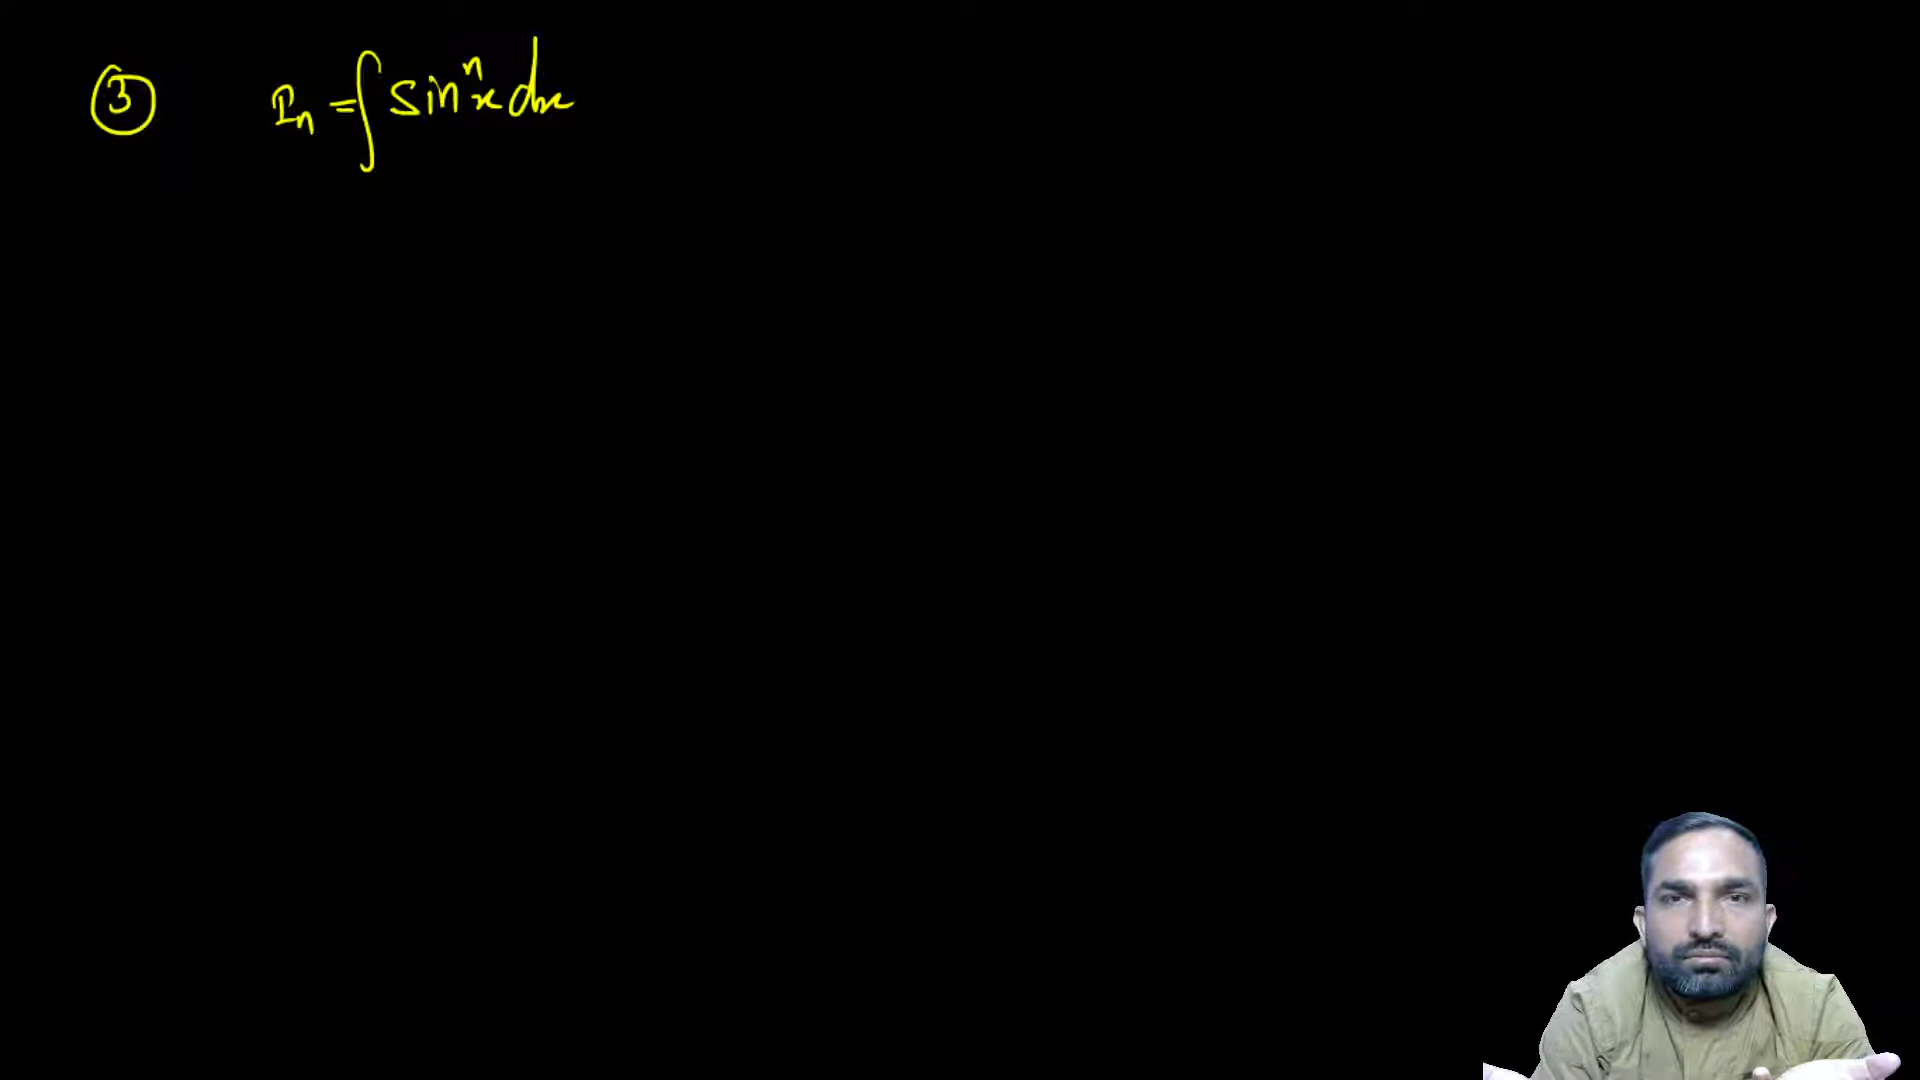 ③ Iₙ = ∫ sinⁿx dx